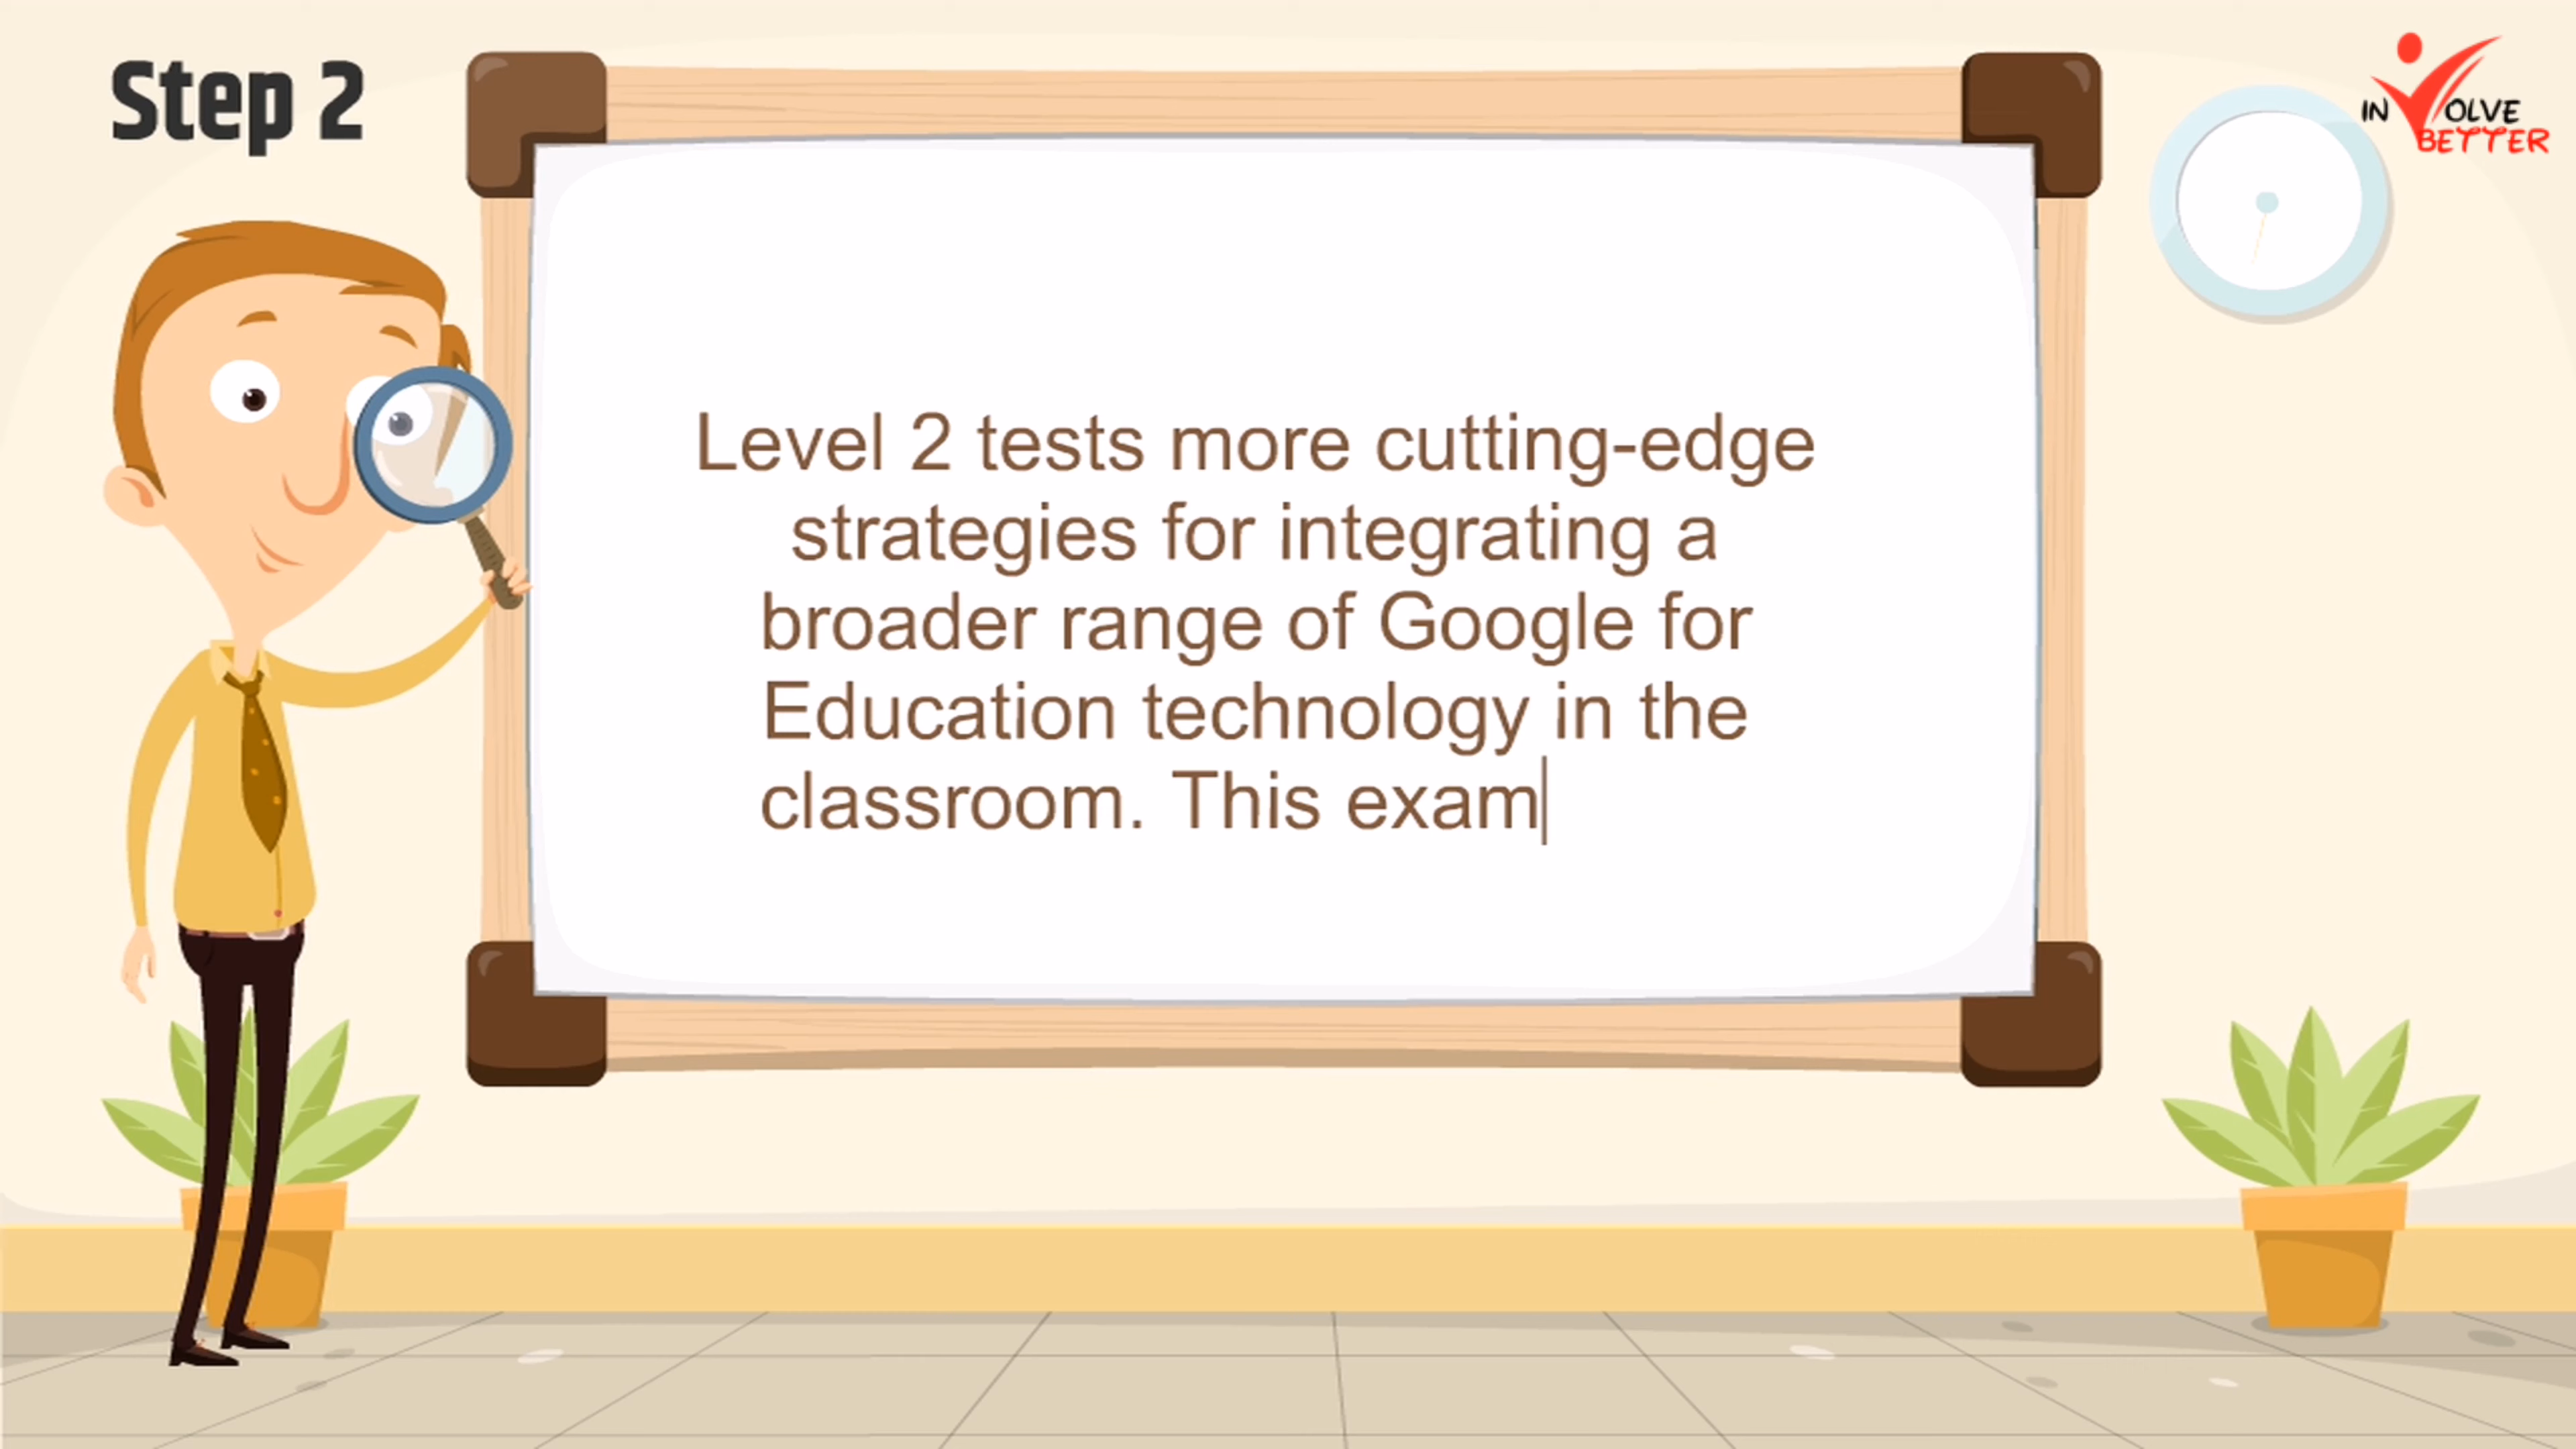 Step 2
IN VOLVE
BETTER
Level 2 tests more cutting-edge
strategies for integrating a
broader range of Google for
Education technology in the
classroom. This exam